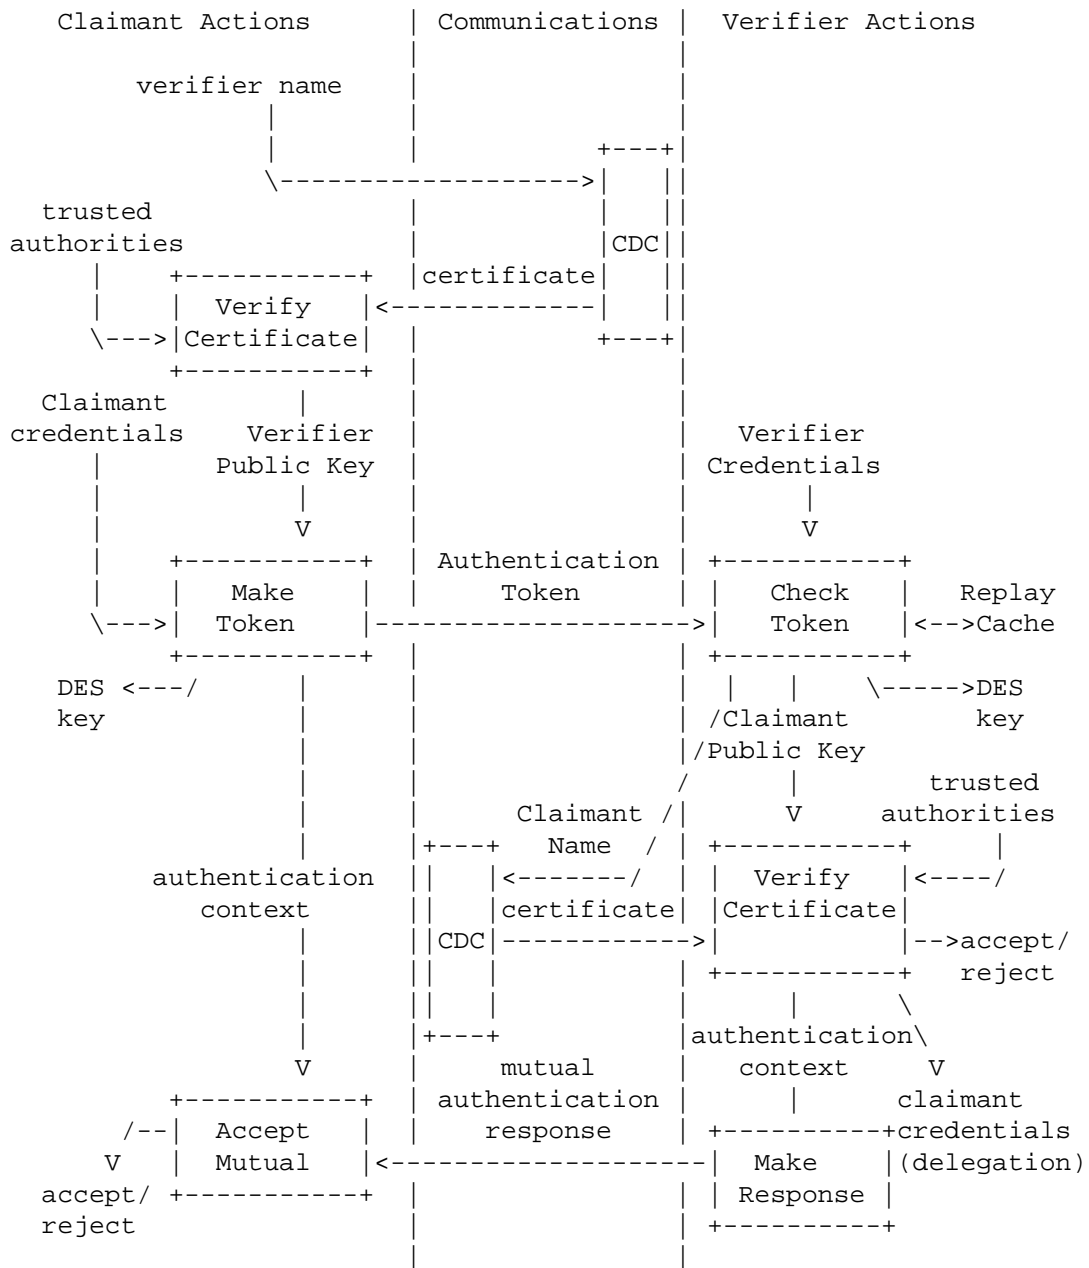 Claimant Actions | Communications | Verifier Actions
verifier name
trusted
authorities CDC
certificate
Verify
Certificate
Claimant
credentials Verifier Verifier
Public Key Credentials
V V
Authentication
Make Token Check Replay
Token Token Cache
DES DES
key /Claimant key
/Public Key
trusted
Claimant V authorities
Name
authentication Verify
context certificate Certificate
CDC accept/
reject
authentication
V mutual context V
authentication claimant
Accept response credentials
V Mutual Make (delegation)
accept/ Response
reject